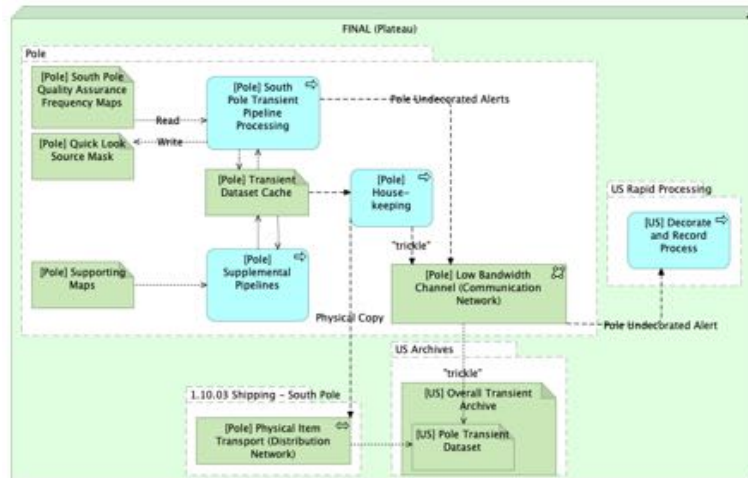 FINAL (Plateau)
Pole
[Pole] South Pole
Quality Assurance
Frequency Maps
[Pole] South
Pole Transient
Pipeline
Processing
Pole Undecorated Alerts
Read
Write
[Pole] Quick Look
Source Mask
[Pole] Transient
Dataset Cache
[Pole]
House-
keeping
US Rapid Processing
[US] Decorate
and Record
Process
"trickle"
[Pole] Supporting
Maps
[Pole]
Supplemental
Pipelines
[Pole] Low Bandwidth
Channel (Communication
Network)
Physical Copy
Pole Undecorated Alert
US Archives
"trickle"
1.10.03 Shipping - South Pole
[US] Overall Transient
Archive
[Pole] Physical Item
Transport (Distribution
Network)
[US] Pole Transient
Dataset